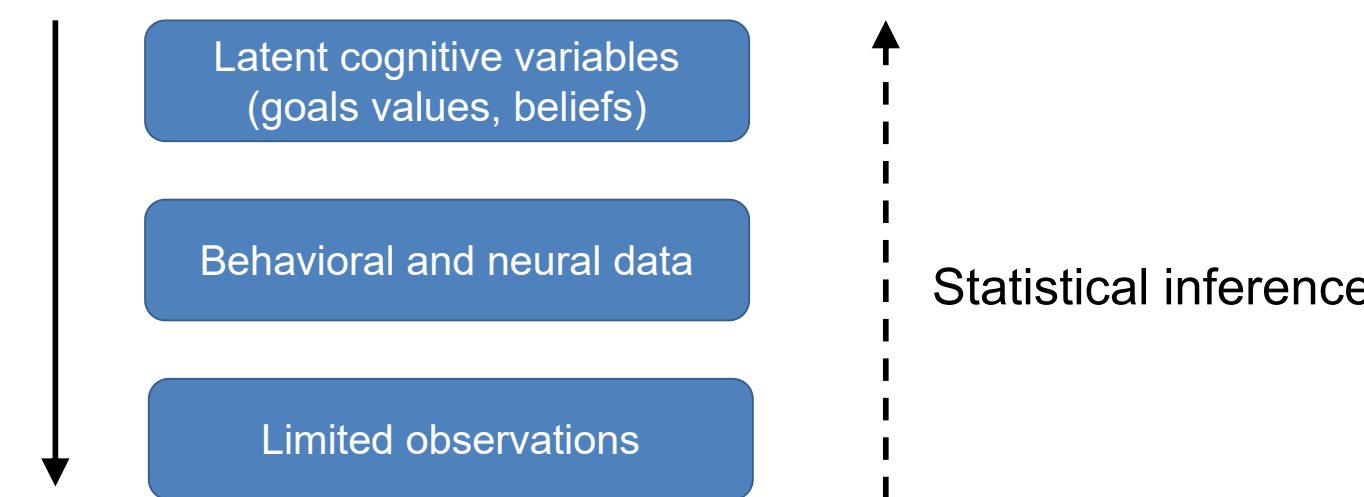 Latent cognitive variables
(goals values, beliefs)
Behavioral and neural data
Statistical inference
Limited observations